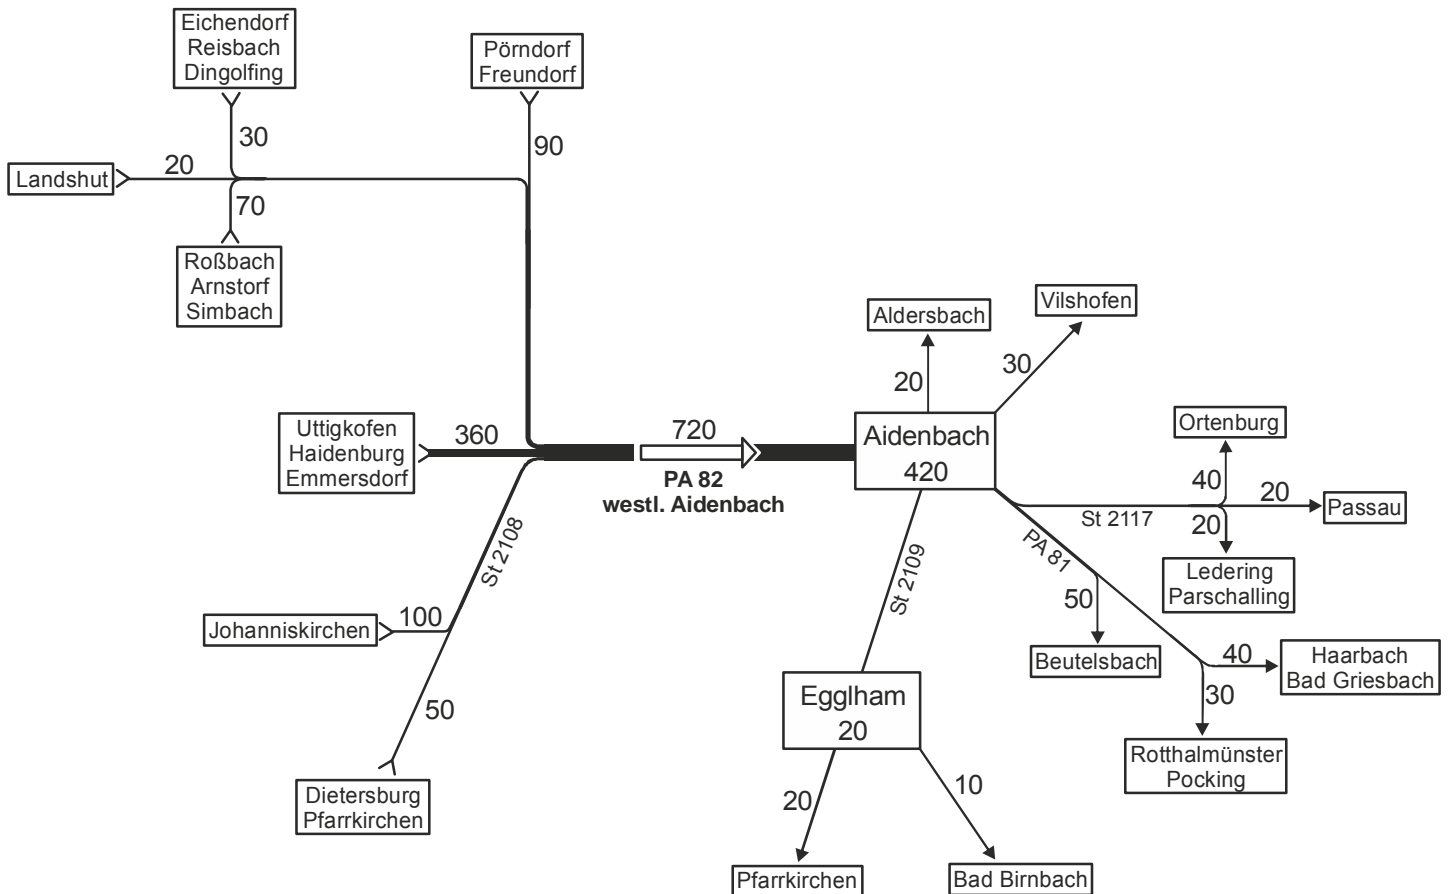 Eichendorf
Reisbach
Dingolfing
Pörndorf
Freundorf
30
90
Landshut
20
70
Roßbach
Arnstorf
Simbach
Aldersbach
Vilshofen
20
30
Uttigkofen
Haidenburg
Emmersdorf
360
720
PA 82
westl. Aidenbach
Aidenbach
420
Ortenburg
40
20
Passau
St 2117
20
Ledering
Parschalling
PA 81
St 2108
St 2109
50
Beutelsbach
Johanniskirchen
100
40
Haarbach
Bad Griesbach
30
Rotthalmünster
Pocking
Egglham
20
50
Dietersburg
Pfarrkirchen
20
10
Pfarrkirchen
Bad Birnbach